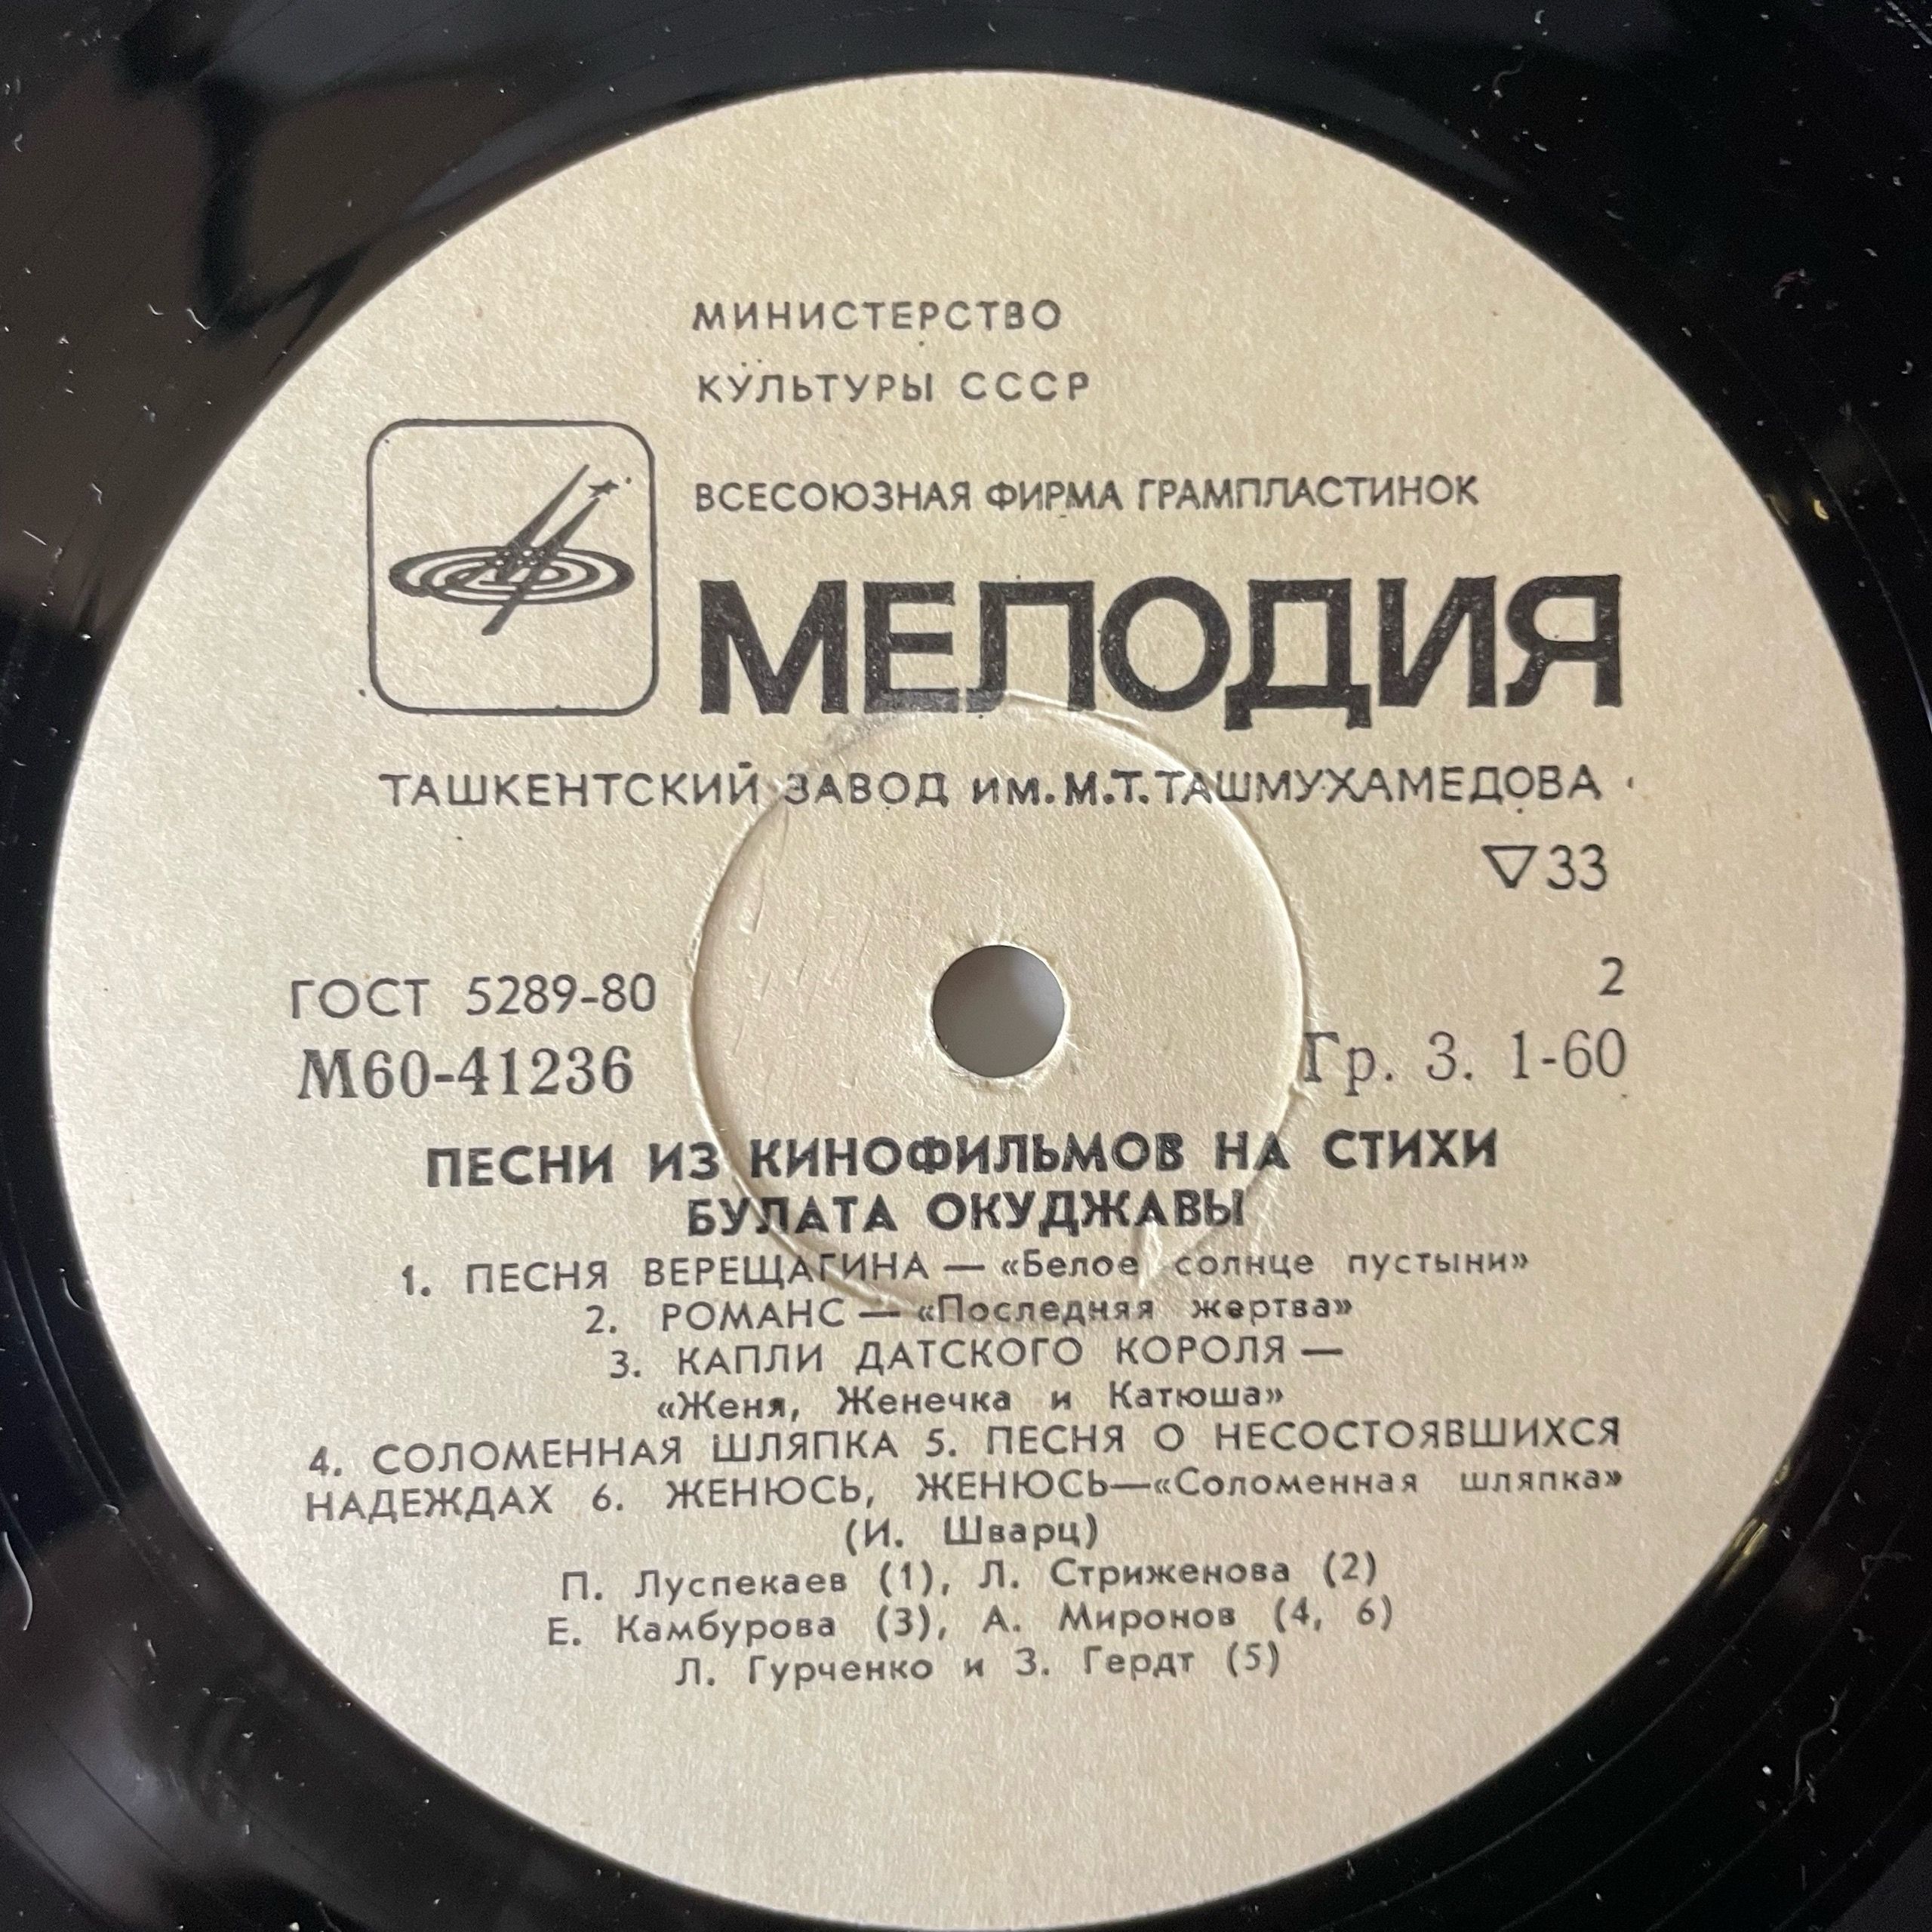 МИНИСТЕРСТВО
КУЛЬТУРЫ СССР
ВСЕСОЮЗНАЯ ФИРМА ГРАМПЛАСТИНОК
МЕЛОДИЯ
ТАШКЕНТСКИЙ ЗАВОД им. М.Т. ТАШМУХАМЕДОВА
▽33
ГОСТ 5289-80
2
М60-41236
Гр. 3. 1-60
ПЕСНИ ИЗ КИНОФИЛЬМОВ НА СТИХИ
БУЛАТА ОКУДЖАВЫ
1. ПЕСНЯ ВЕРЕЩАГИНА — «Белое солнце пустыни»
2. РОМАНС — «Последняя жертва»
3. КАПЛИ ДАТСКОГО КОРОЛЯ —
«Женя, Женечка и Катюша»
4. СОЛОМЕННАЯ ШЛЯПКА 5. ПЕСНЯ О НЕСОСТОЯВШИХСЯ
НАДЕЖДАХ 6. ЖЕНЮСЬ, ЖЕНЮСЬ—«Соломенная шляпка»
(И. Шварц)
П. Луспекаев (1), Л. Стриженова (2)
Е. Камбурова (3), А. Миронов (4, 6)
Л. Гурченко и З. Гердт (5)